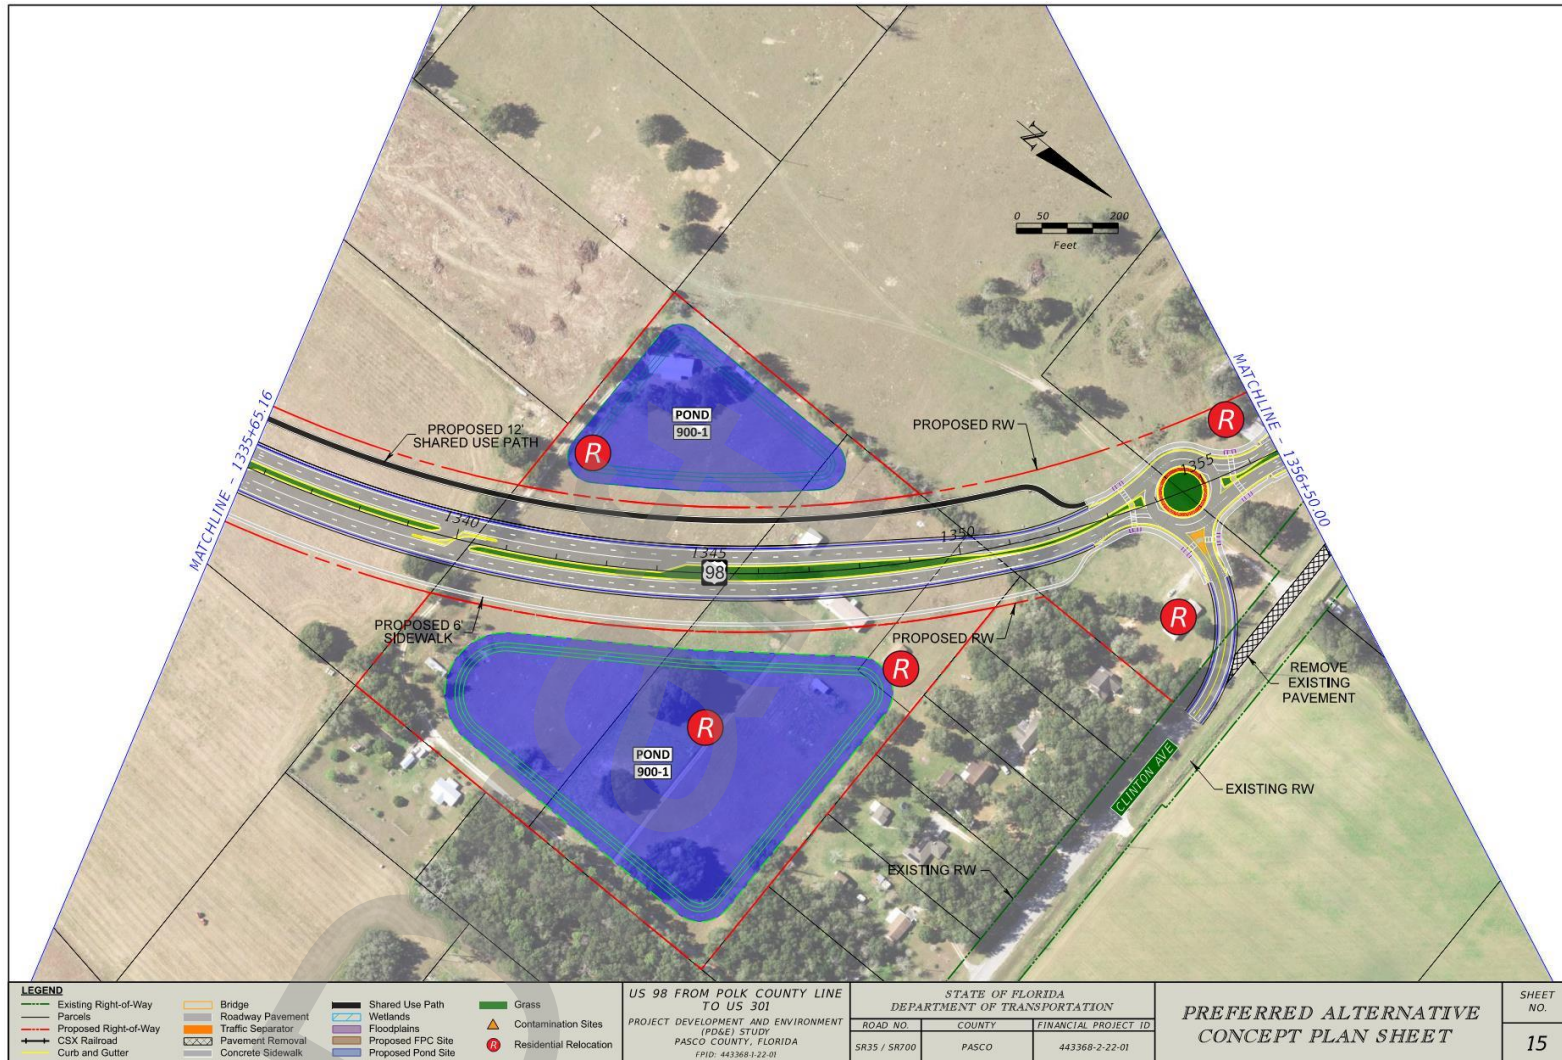 MATCHLINE - 1335+65.16
PROPOSED 12'
SHARED USE PATH
R
POND
900-1
N
0 50 200
Feet
PROPOSED RW
R
MATCHLINE - 1356+50.00
1355
1340
1345
98
1350
PROPOSED 6'
SIDEWALK
PROPOSED RW
R
R
R
POND
900-1
REMOVE
EXISTING
PAVEMENT
CLINTON AVE
EXISTING RW
EXISTING RW
LEGEND
Existing Right-of-Way
Parcels
Proposed Right-of-Way
CSX Railroad
Curb and Gutter
Bridge
Roadway Pavement
Traffic Separator
Pavement Removal
Concrete Sidewalk
Shared Use Path
Wetlands
Floodplains
Proposed FPC Site
Proposed Pond Site
Grass
Contamination Sites
R Residential Relocation
US 98 FROM POLK COUNTY LINE
TO US 301
PROJECT DEVELOPMENT AND ENVIRONMENT
(PD&E) STUDY
PASCO COUNTY, FLORIDA
FPID: 443368-1-22-01
STATE OF FLORIDA
DEPARTMENT OF TRANSPORTATION
ROAD NO. COUNTY FINANCIAL PROJECT ID
SR35 / SR700 PASCO 443368-2-22-01
PREFERRED ALTERNATIVE
CONCEPT PLAN SHEET
SHEET
NO.
15